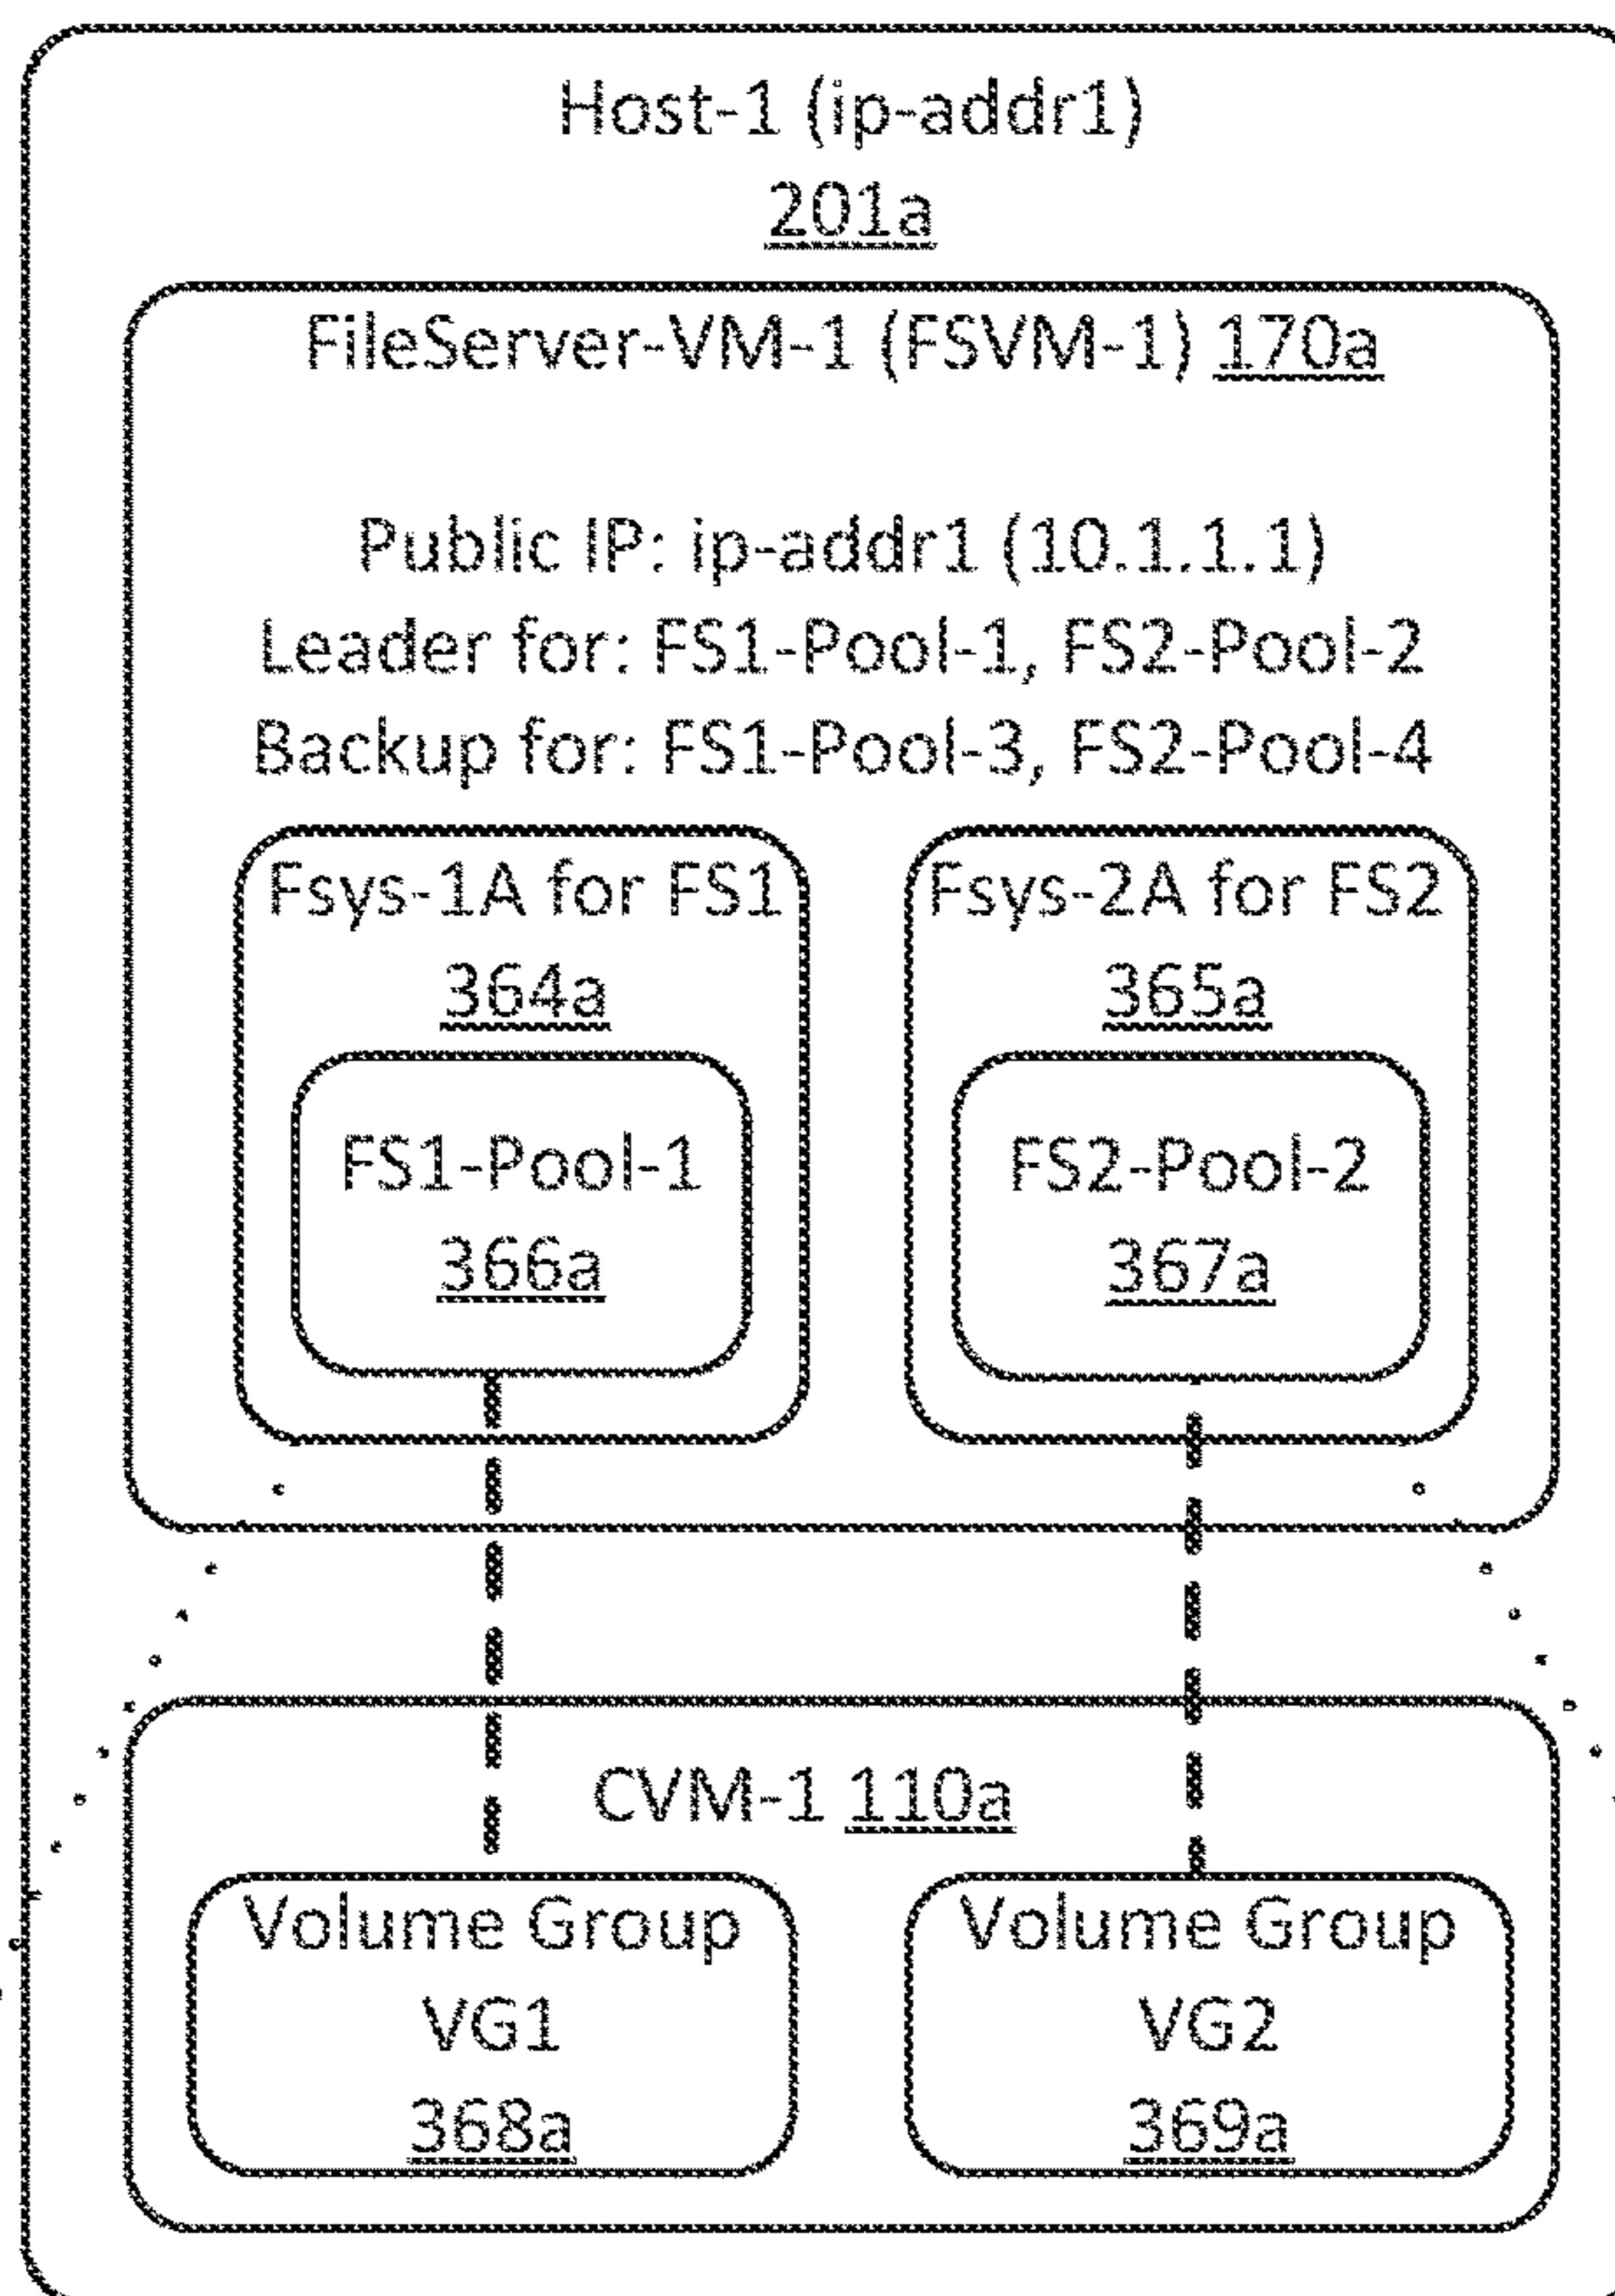 Host-1 (ip-addr1)
201a
FileServer-VM-1 (FSVM-1) 170a
Public IP: ip-addr1 (10.1.1.1)
Leader for: FS1-Pool-1, FS2-Pool-2
Backup for: FS1-Pool-3, FS2-Pool-4
Fsys-1A for FS1
364a
FS1-Pool-1
366a
Fsys-2A for FS2
365a
FS2-Pool-2
367a
CVM-1 110a
Volume Group
VG1
368a
Volume Group
VG2
369a